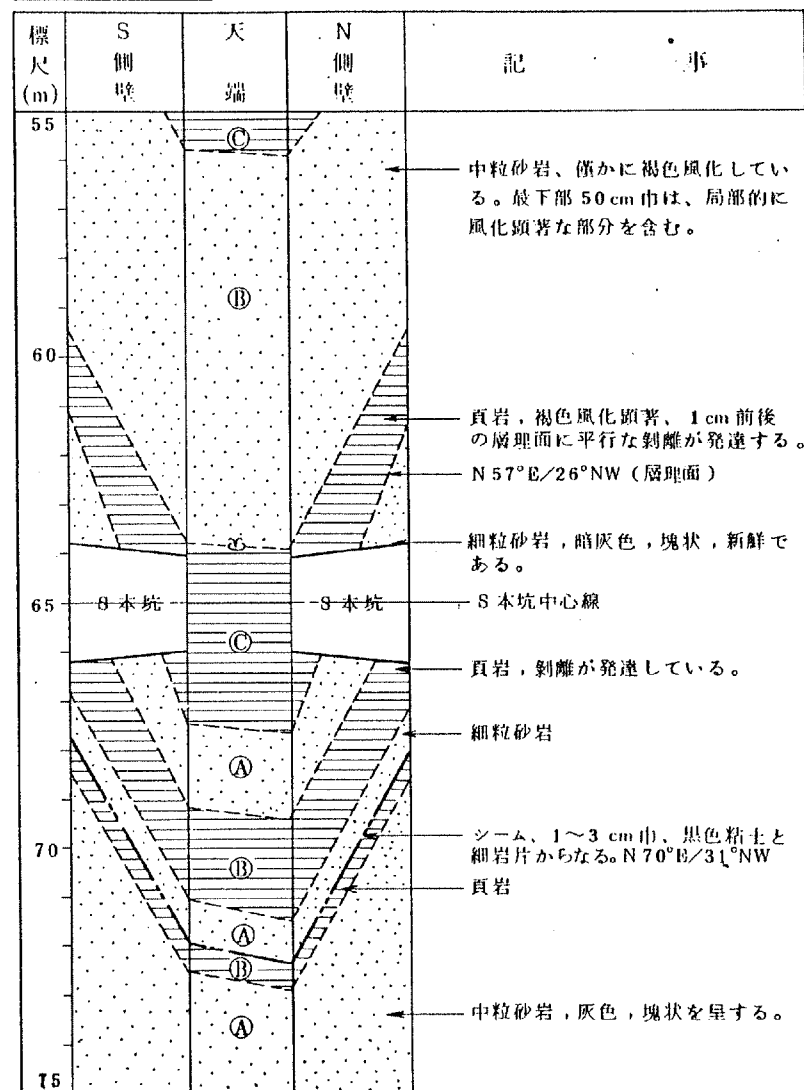 標尺(m)
S側壁
天端
N側壁
記事
55
Ⓒ
中粒砂岩、僅かに褐色風化してい
る。最下部50cm巾は、局部的に
風化顕著な部分を含む。
Ⓑ
60
頁岩,褐色風化顕著、1cm前後
の層理面に平行な剝離が発達する。
N57°E/26°NW(層理面)
細粒砂岩,暗灰色,塊状,新鮮で
ある。
65
S本坑
S本坑
S本坑中心線
Ⓒ
頁岩,剝離が発達している。
細粒砂岩
Ⓐ
シーム、1〜3cm巾、黒色粘土と
細岩片からなる。N70°E/31°NW
70
Ⓑ
頁岩
Ⓐ
Ⓑ
中粒砂岩,灰色,塊状を呈する。
Ⓐ
75